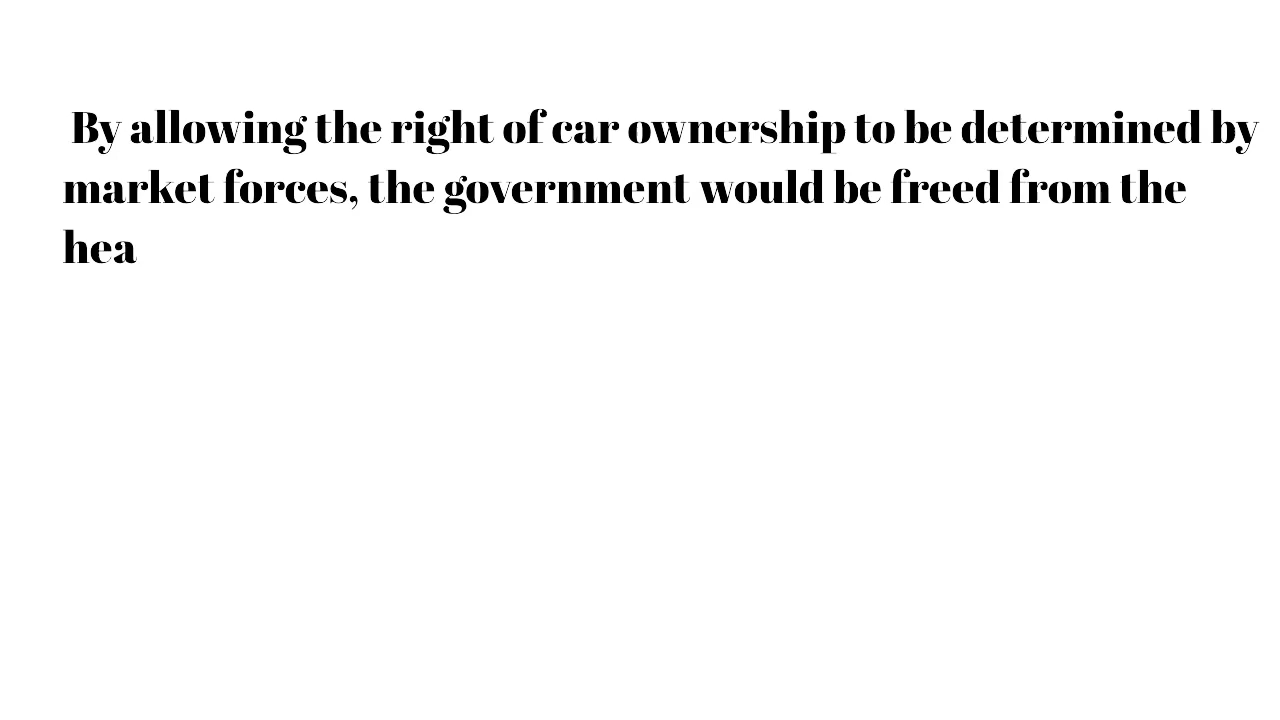 By allowing the right of car ownership to be determined by
market forces, the government would be freed from the
hea